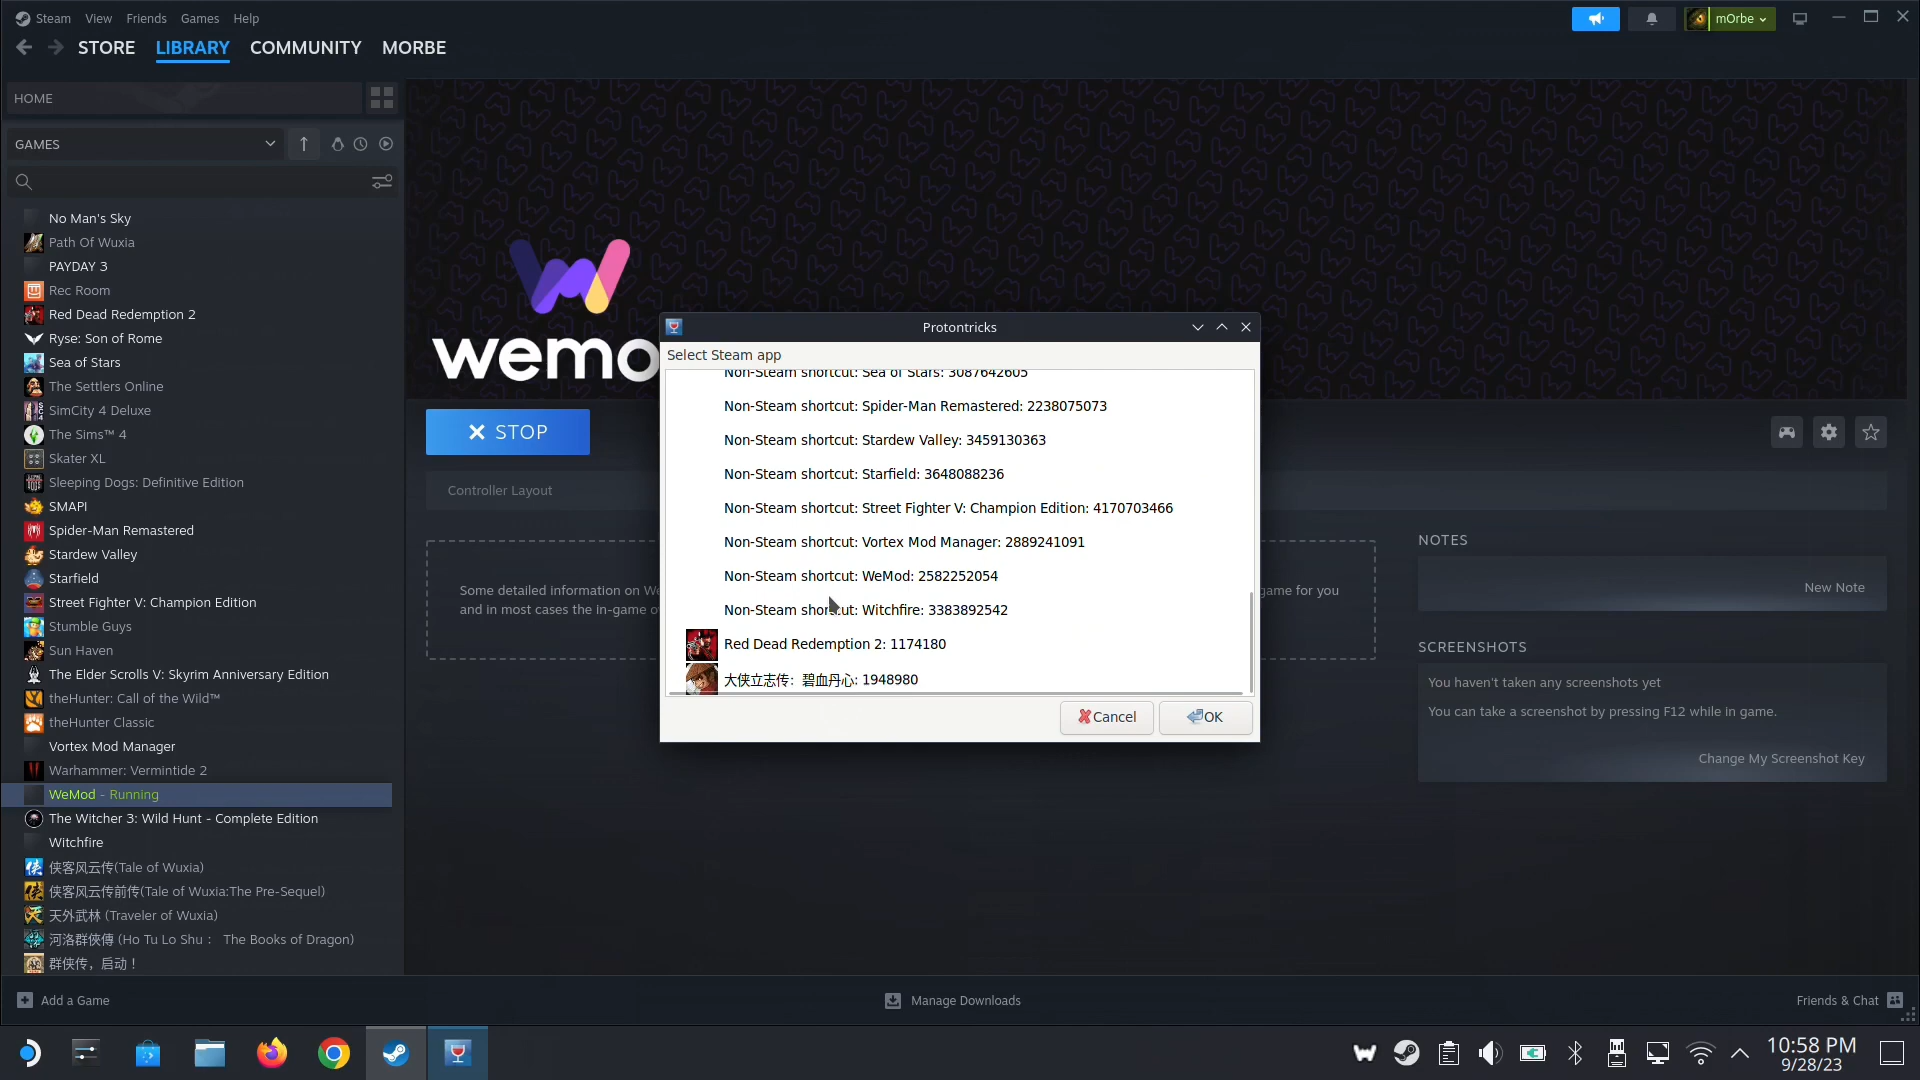 Steam View Friends Games Help
mOrbe
STORE LIBRARY COMMUNITY MORBE
HOME
GAMES
No Man's Sky
Path Of Wuxia
PAYDAY 3
Rec Room
Red Dead Redemption 2
Ryse: Son of Rome
Sea of Stars
The Settlers Online
SimCity 4 Deluxe
The Sims™ 4
Skater XL
Sleeping Dogs: Definitive Edition
SMAPI
Spider-Man Remastered
Stardew Valley
Starfield
Street Fighter V: Champion Edition
Stumble Guys
Sun Haven
The Elder Scrolls V: Skyrim Anniversary Edition
theHunter: Call of the Wild™
theHunter Classic
Vortex Mod Manager
Warhammer: Vermintide 2
WeMod - Running
The Witcher 3: Wild Hunt - Complete Edition
Witchfire
侠客风云传(Tale of Wuxia)
侠客风云传前传(Tale of Wuxia:The Pre-Sequel)
天外武林 (Traveler of Wuxia)
河洛群俠傳 (Ho Tu Lo Shu： The Books of Dragon)
群侠传，启动！
wemo
STOP
Controller Layout
Some detailed information on We
game for you
and in most cases the in-game o
Protontricks
Select Steam app
Non-Steam shortcut: Sea of Stars: 3087642605
Non-Steam shortcut: Spider-Man Remastered: 2238075073
Non-Steam shortcut: Stardew Valley: 3459130363
Non-Steam shortcut: Starfield: 3648088236
Non-Steam shortcut: Street Fighter V: Champion Edition: 4170703466
Non-Steam shortcut: Vortex Mod Manager: 2889241091
Non-Steam shortcut: WeMod: 2582252054
Non-Steam shortcut: Witchfire: 3383892542
Red Dead Redemption 2: 1174180
大侠立志传：碧血丹心: 1948980
Cancel OK
NOTES
New Note
SCREENSHOTS
You haven't taken any screenshots yet
You can take a screenshot by pressing F12 while in game.
Change My Screenshot Key
Add a Game
Manage Downloads
Friends & Chat
10:58 PM
9/28/23